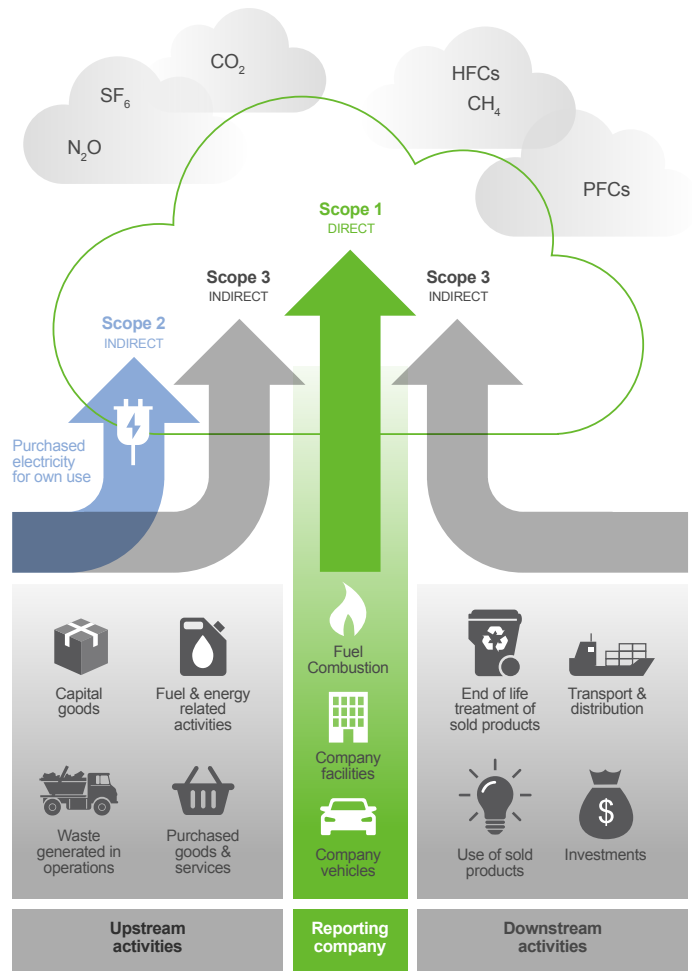 CO₂
SF₆
N₂O
HFCs
CH₄
PFCs
Scope 1
DIRECT
Scope 3
INDIRECT
Scope 3
INDIRECT
Scope 2
INDIRECT
Purchased
electricity
for own use
Capital
goods
Fuel & energy
related
activities
Waste
generated in
operations
Purchased
goods &
services
Fuel
Combustion
Company
facilities
Company
vehicles
End of life
treatment of
sold products
Transport &
distribution
Use of sold
products
$
Investments
Upstream
activities
Reporting
company
Downstream
activities